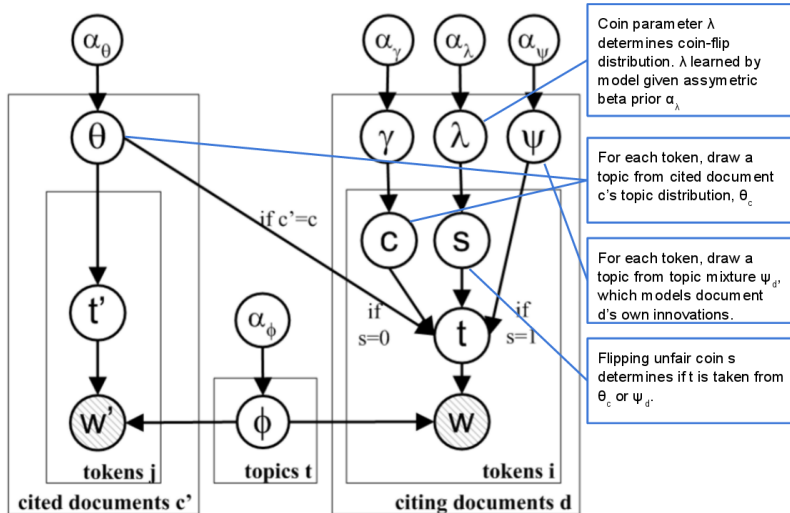 α_θ
α_γ
α_λ
α_ψ
θ
γ
λ
ψ
if c'=c
c
s
t'
α_ϕ
if
s=0
t
if
s=1
w'
ϕ
w
tokens j
topics t
tokens i
cited documents c'
citing documents d
Coin parameter λ
determines coin-flip
distribution. λ learned by
model given assymetric
beta prior α_λ
For each token, draw a
topic from cited document
c's topic distribution, θ_c
For each token, draw a
topic from topic mixture ψ_d,
which models document
d's own innovations.
Flipping unfair coin s
determines if t is taken from
θ_c or ψ_d.